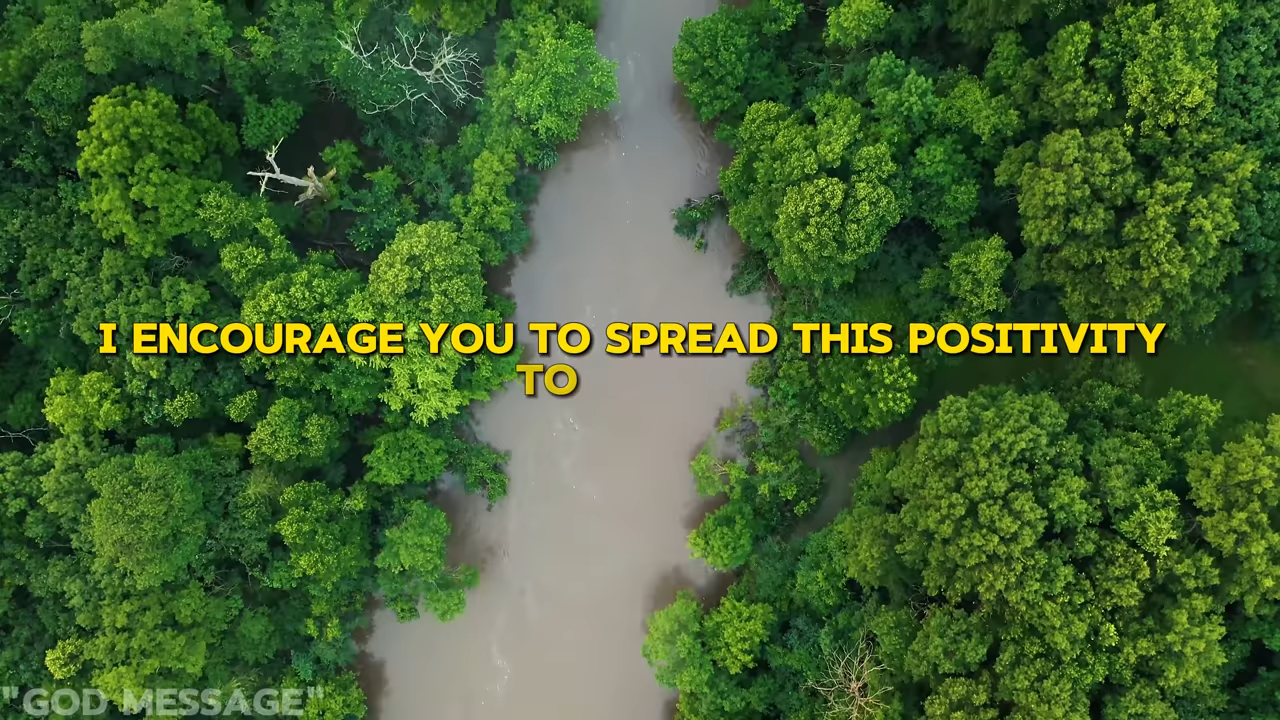 I ENCOURAGE YOU TO SPREAD THIS POSITIVITY
TO
"GOD MESSAGE"